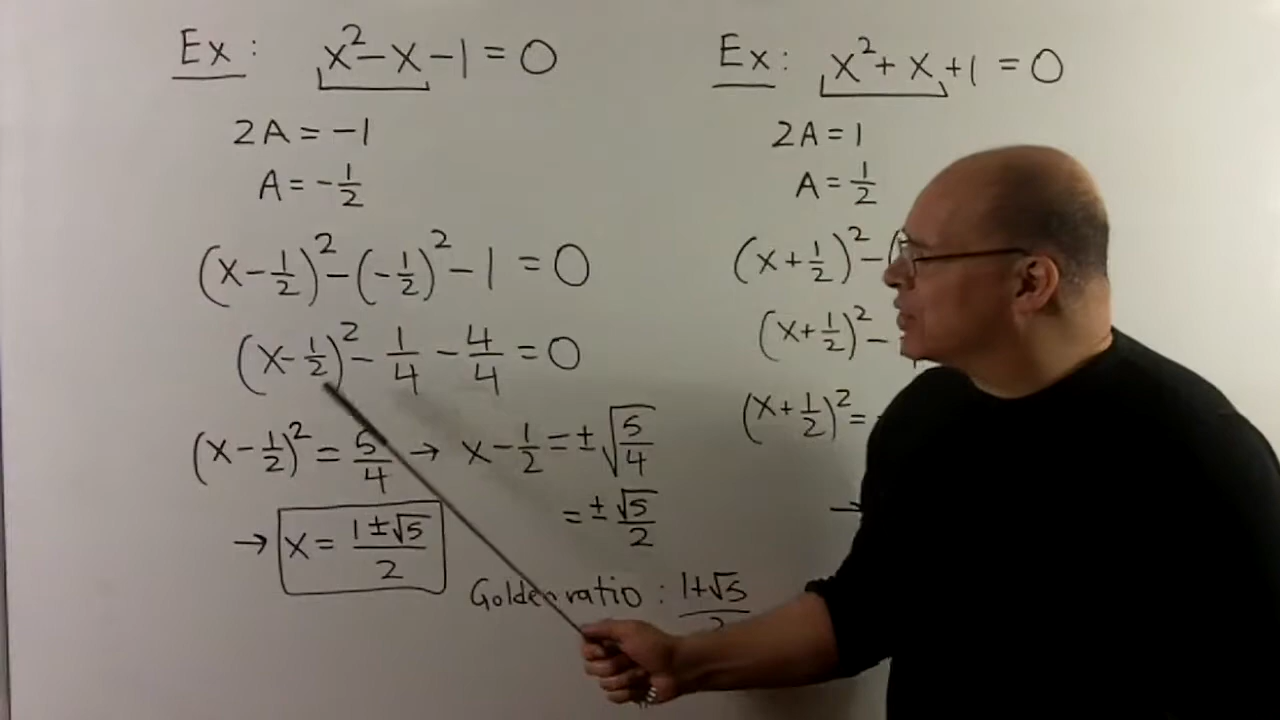 Ex: x² - x - 1 = 0
2A = -1
A = -1/2
(x - 1/2)² - (-1/2)² - 1 = 0
(x - 1/2)² - 1/4 - 4/4 = 0
(x - 1/2)² = 5/4 → x - 1/2 = ± √(5/4)
= ± √5/2
→ x = (1 ± √5)/2
Golden ratio: (1+√5)/2
Ex: x² + x + 1 = 0
2A = 1
A = 1/2
(x + 1/2)² - (
(x + 1/2)² -
(x + 1/2)² =
→